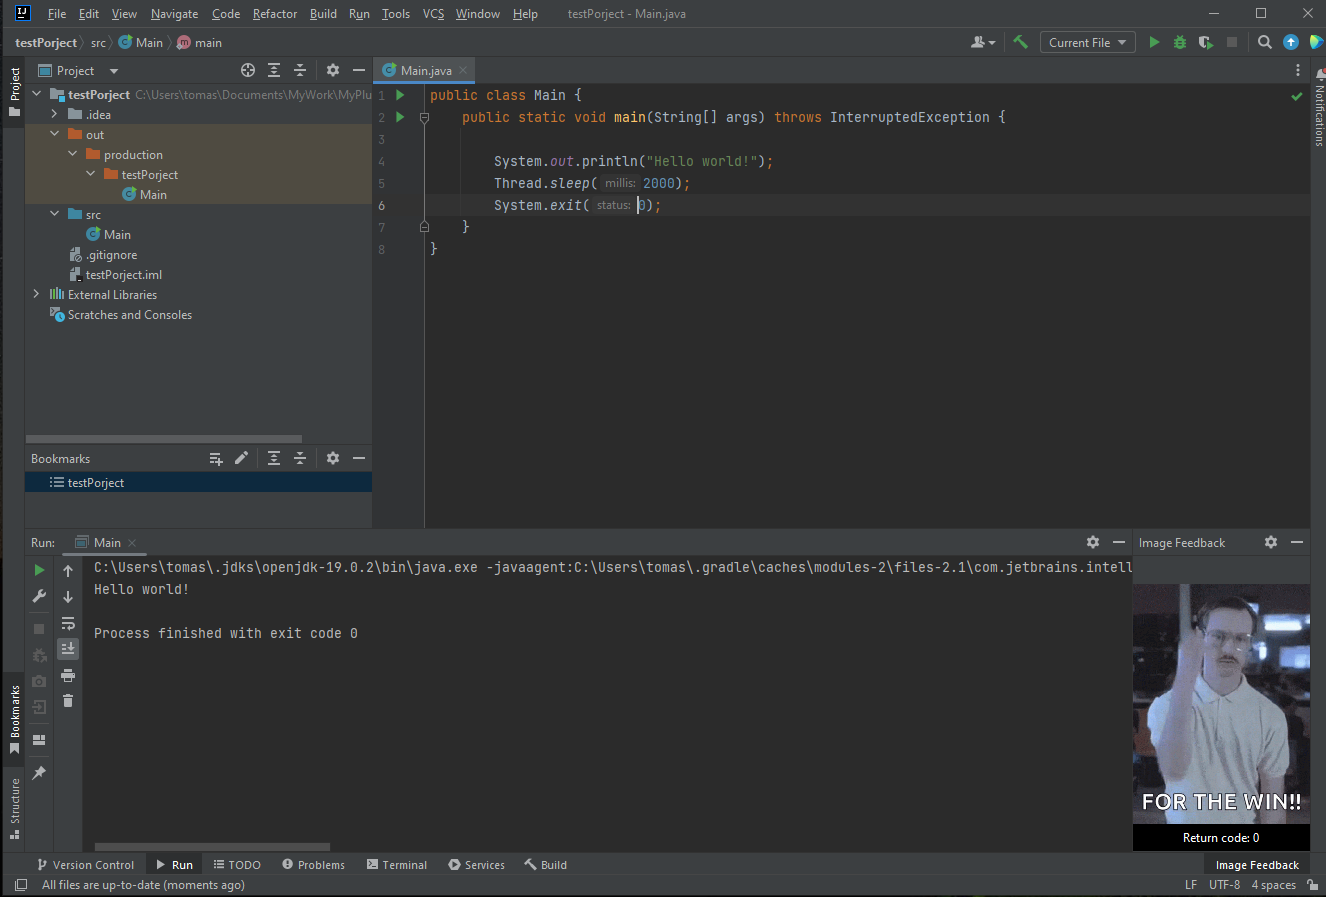 File Edit View Navigate Code Refactor Build Run Tools VCS Window Help testPorject - Main.java
testPorject src Main main Current File
Project
Project
testPorject C:\Users\tomas\Documents\MyWork\MyPlu
.idea
out
production
testPorject
Main
src
Main
.gitignore
testPorject.iml
External Libraries
Scratches and Consoles
Main.java
1 public class Main {
2 public static void main(String[] args) throws InterruptedException {
3
4 System.out.println("Hello world!");
5 Thread.sleep( millis: 2000);
6 System.exit( status: 0);
7 }
8 }
Notifications
Bookmarks
testPorject
Run: Main
C:\Users\tomas\.jdks\openjdk-19.0.2\bin\java.exe -javaagent:C:\Users\tomas\.gradle\caches\modules-2\files-2.1\com.jetbrains.intell
Hello world!
Process finished with exit code 0
Image Feedback
FOR THE WIN!!
Return code: 0
Bookmarks
Structure
Version Control Run TODO Problems Terminal Services Build Image Feedback
All files are up-to-date (moments ago) LF UTF-8 4 spaces